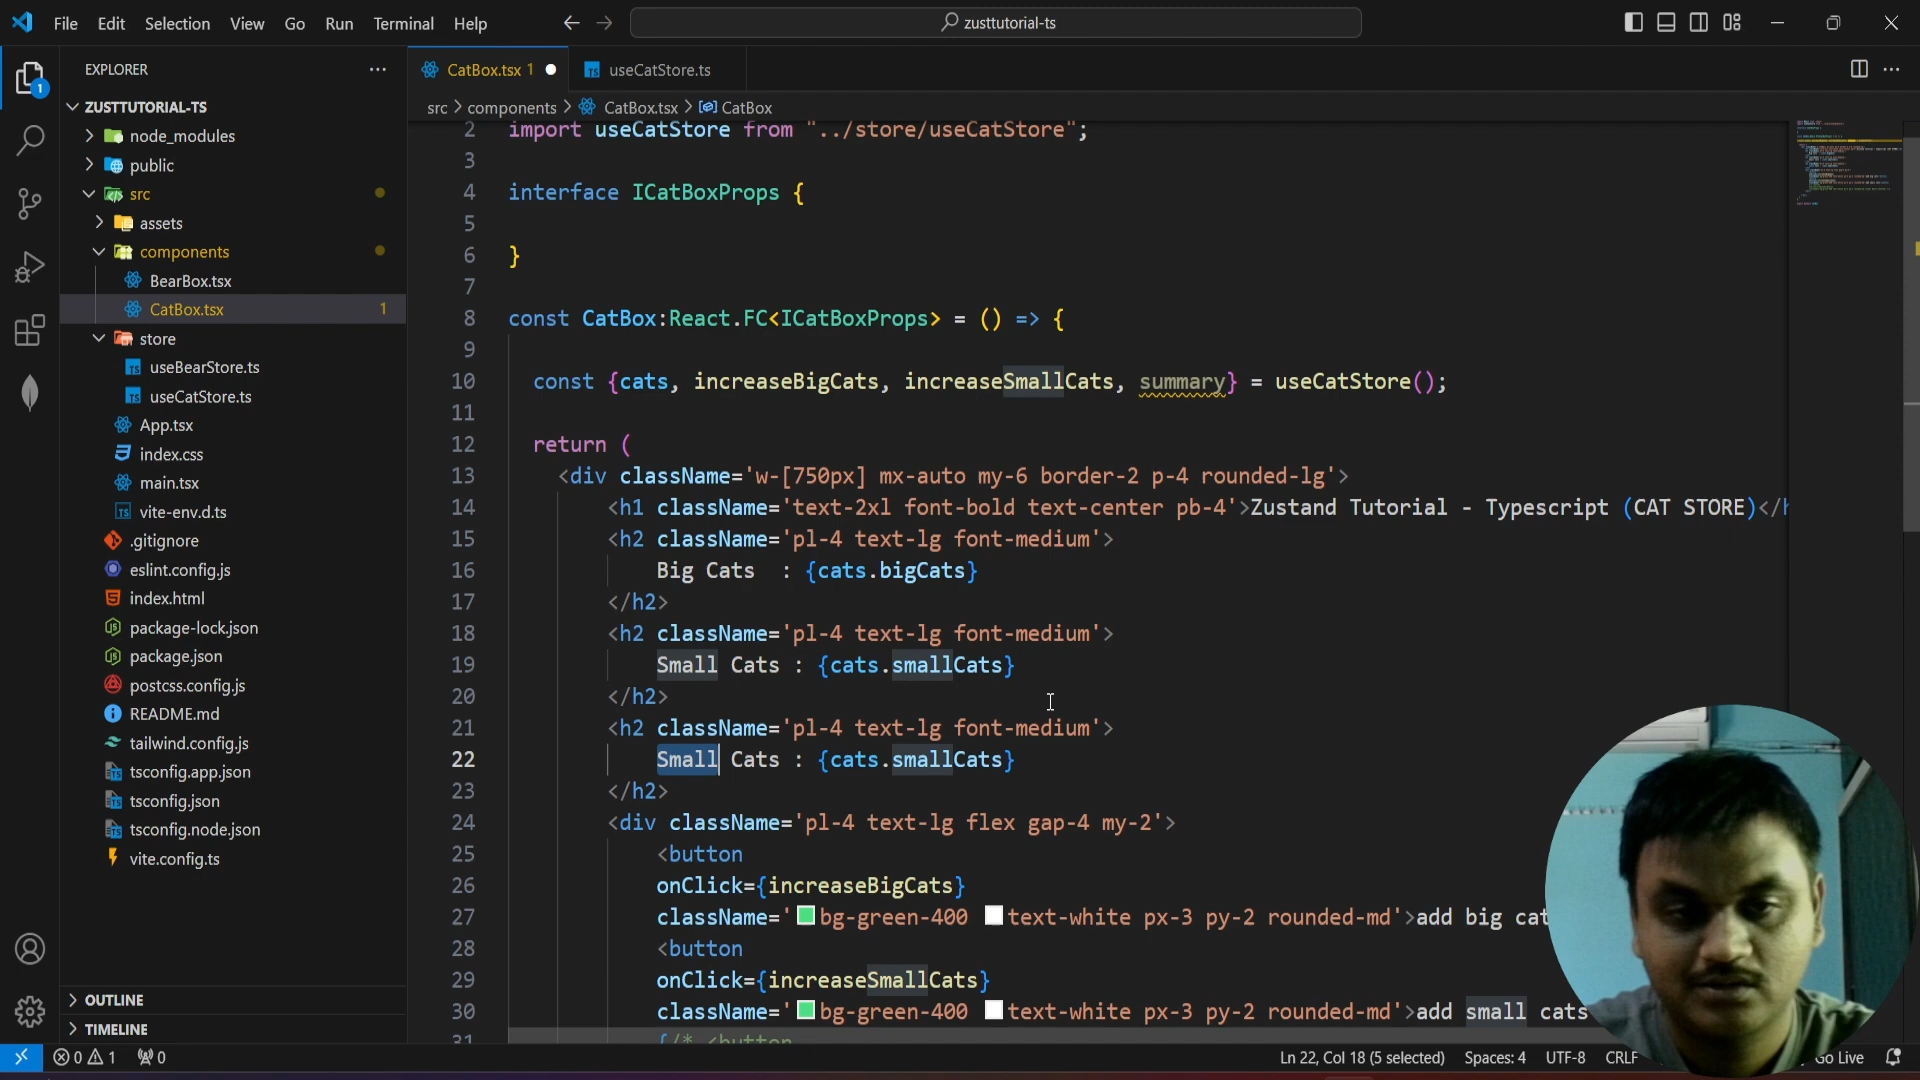 File Edit Selection View Go Run Terminal Help
zusttutorial-ts
EXPLORER
ZUSTTUTORIAL-TS
node_modules
public
src
assets
components
BearBox.tsx
CatBox.tsx 1
store
useBearStore.ts
useCatStore.ts
App.tsx
index.css
main.tsx
vite-env.d.ts
.gitignore
eslint.config.js
index.html
package-lock.json
package.json
postcss.config.js
README.md
tailwind.config.js
tsconfig.app.json
tsconfig.json
tsconfig.node.json
vite.config.ts
OUTLINE
TIMELINE
1
CatBox.tsx 1
useCatStore.ts
src > components > CatBox.tsx > CatBox
2 import useCatStore from "../store/useCatStore";
3
4 interface ICatBoxProps {
5
6 }
7
8 const CatBox:React.FC<ICatBoxProps> = () => {
9
10 const {cats, increaseBigCats, increaseSmallCats, summary} = useCatStore();
11
12 return (
13 <div className='w-[750px] mx-auto my-6 border-2 p-4 rounded-lg'>
14 <h1 className='text-2xl font-bold text-center pb-4'>Zustand Tutorial - Typescript (CAT STORE)</h
15 <h2 className='pl-4 text-lg font-medium'>
16 Big Cats : {cats.bigCats}
17 </h2>
18 <h2 className='pl-4 text-lg font-medium'>
19 Small Cats : {cats.smallCats}
20 </h2>
21 <h2 className='pl-4 text-lg font-medium'>
22 Small Cats : {cats.smallCats}
23 </h2>
24 <div className='pl-4 text-lg flex gap-4 my-2'>
25 <button
26 onClick={increaseBigCats}
27 className='bg-green-400 text-white px-3 py-2 rounded-md'>add big cat
28 <button
29 onClick={increaseSmallCats}
30 className='bg-green-400 text-white px-3 py-2 rounded-md'>add small cats
31 {/* <button
0 1 0
Ln 22, Col 18 (5 selected) Spaces: 4 UTF-8 CRLF Go Live